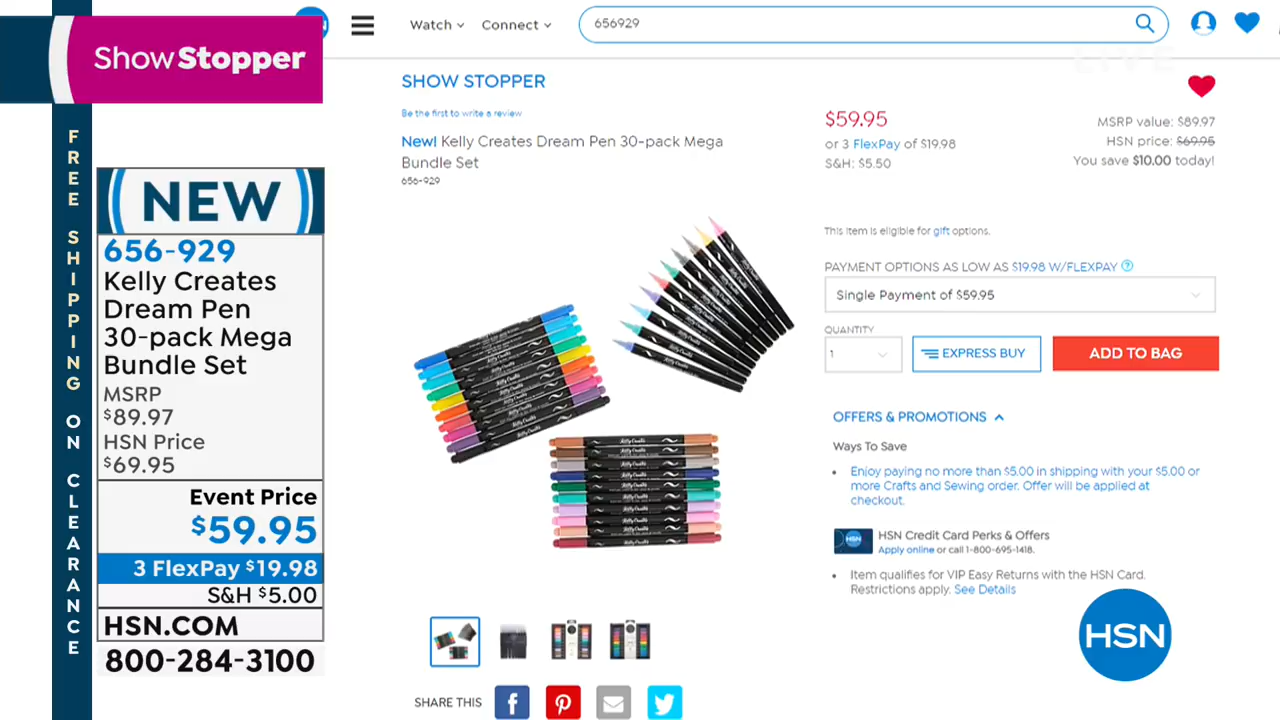 ShowStopper
FREE SHIPPING ON CLEARANCE
NEW
656-929
Kelly Creates
Dream Pen
30-pack Mega
Bundle Set
MSRP
$89.97
HSN Price
$69.95
Event Price
$59.95
3 FlexPay $19.98
S&H $5.00
HSN.COM
800-284-3100
Watch
Connect
656929
LIVE
SHOW STOPPER
Be the first to write a review
New! Kelly Creates Dream Pen 30-pack Mega
Bundle Set
656-929
$59.95
or 3 FlexPay of $19.98
S&H: $5.50
MSRP value: $89.97
HSN price: $69.95
You save $10.00 today!
This item is eligible for gift options.
PAYMENT OPTIONS AS LOW AS $19.98 W/FLEXPAY ?
Single Payment of $59.95
QUANTITY
1
EXPRESS BUY
ADD TO BAG
OFFERS & PROMOTIONS
Ways To Save
• Enjoy paying no more than $5.00 in shipping with your $5.00 or
more Crafts and Sewing order. Offer will be applied at
checkout.
HSN
HSN Credit Card Perks & Offers
Apply online or call 1-800-695-1418.
• Item qualifies for VIP Easy Returns with the HSN Card.
Restrictions apply. See Details
HSN
SHARE THIS